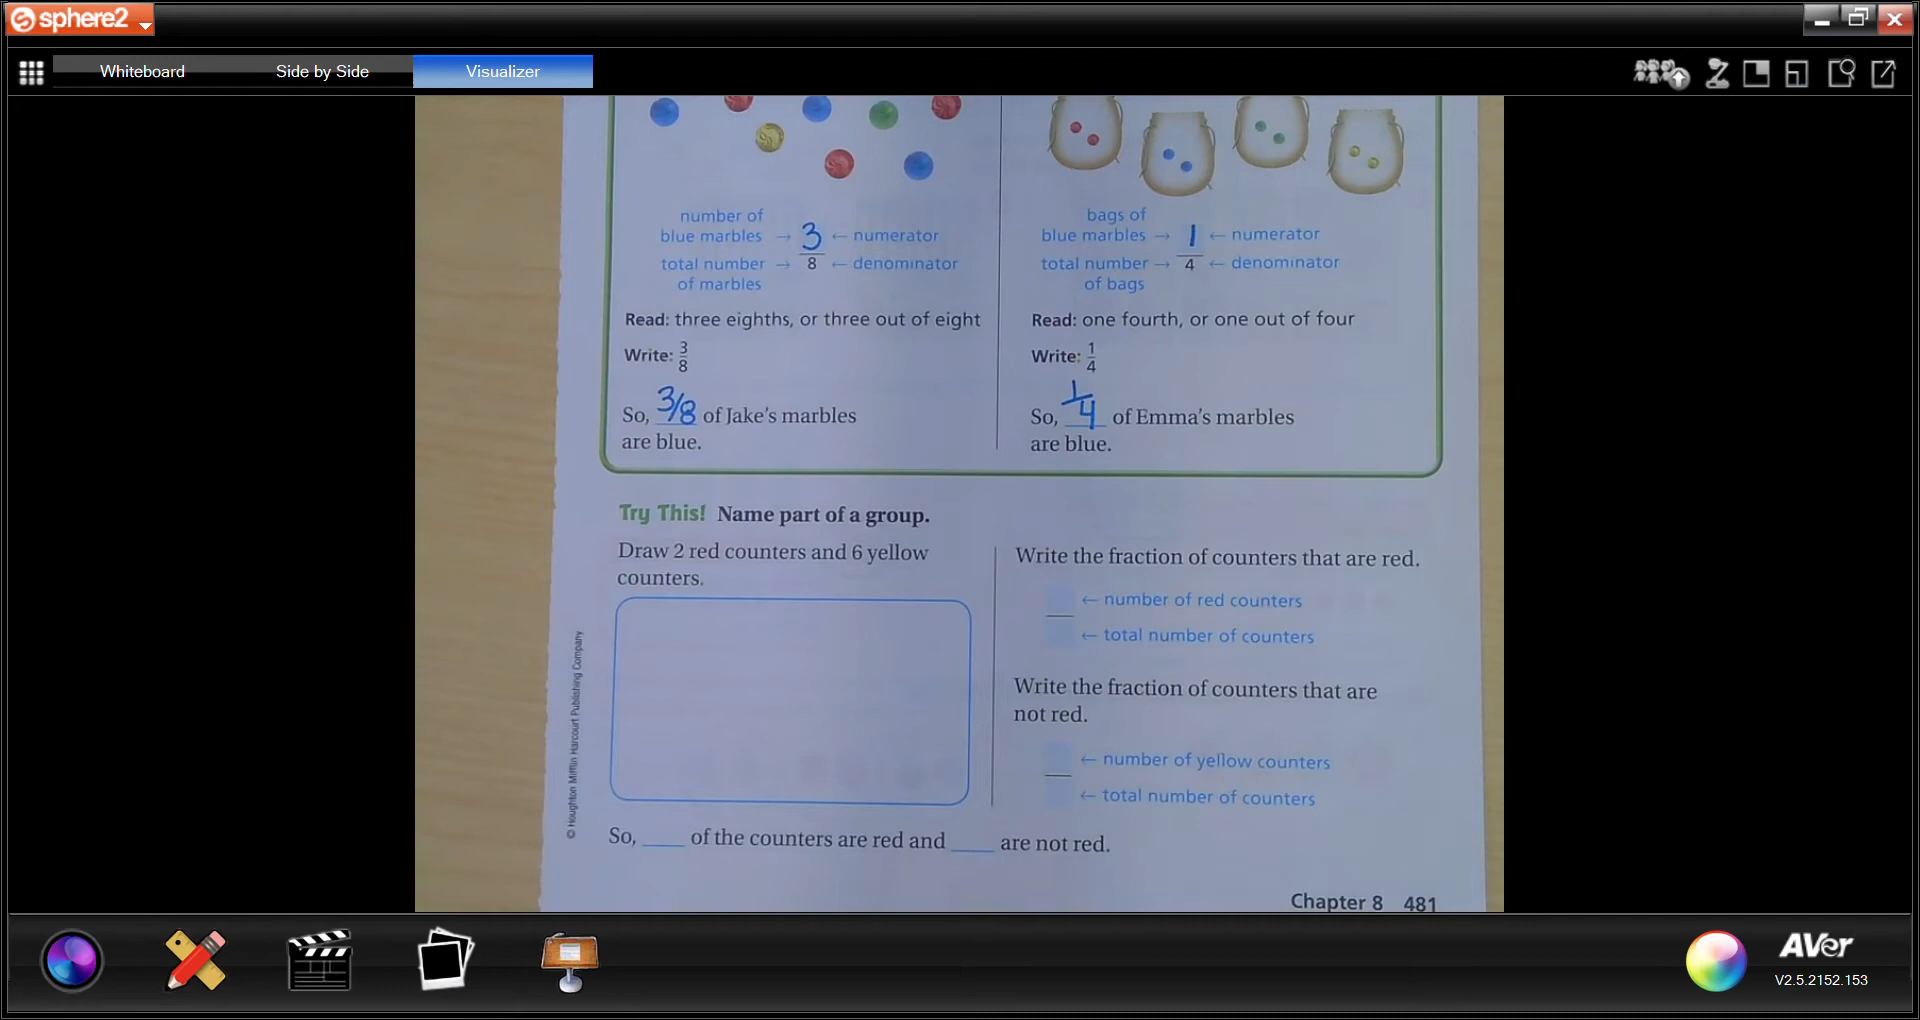 sphere2
Whiteboard
Side by Side
Visualizer
number of
blue marbles → 3 ← numerator
total number → 8 ← denominator
of marbles
Read: three eighths, or three out of eight
Write: 3/8
So, 3/8 of Jake's marbles
are blue.
bags of
blue marbles → 1 ← numerator
total number → 4 ← denominator
of bags
Read: one fourth, or one out of four
Write: 1/4
So, 1/4 of Emma's marbles
are blue.
Try This! Name part of a group.
Draw 2 red counters and 6 yellow
counters.
Write the fraction of counters that are red.
← number of red counters
← total number of counters
Write the fraction of counters that are
not red.
← number of yellow counters
← total number of counters
So, ____ of the counters are red and ____ are not red.
© Houghton Mifflin Harcourt Publishing Company
Chapter 8 481
AVer
V2.5.2152.153